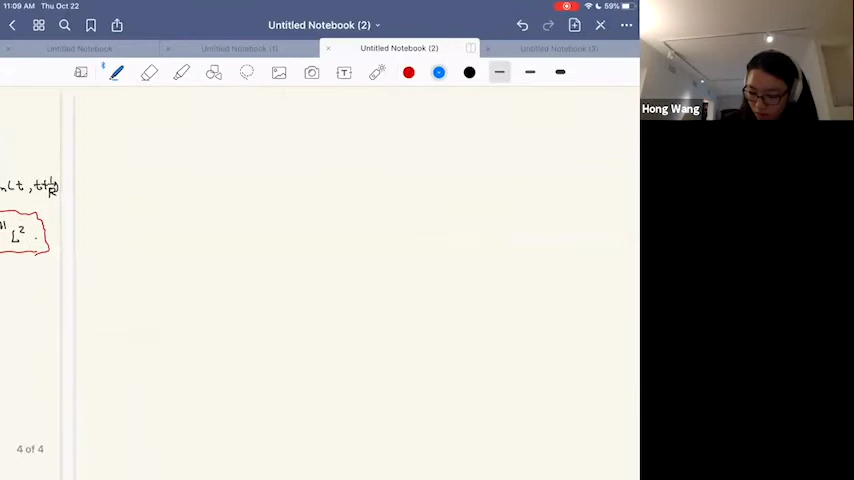 11:09 AM Thu Oct 22
59%
Untitled Notebook (2)
Untitled Notebook
Untitled Notebook (1)
Untitled Notebook (2)
Untitled Notebook (3)
T
Hong Wang
L²
4 of 4